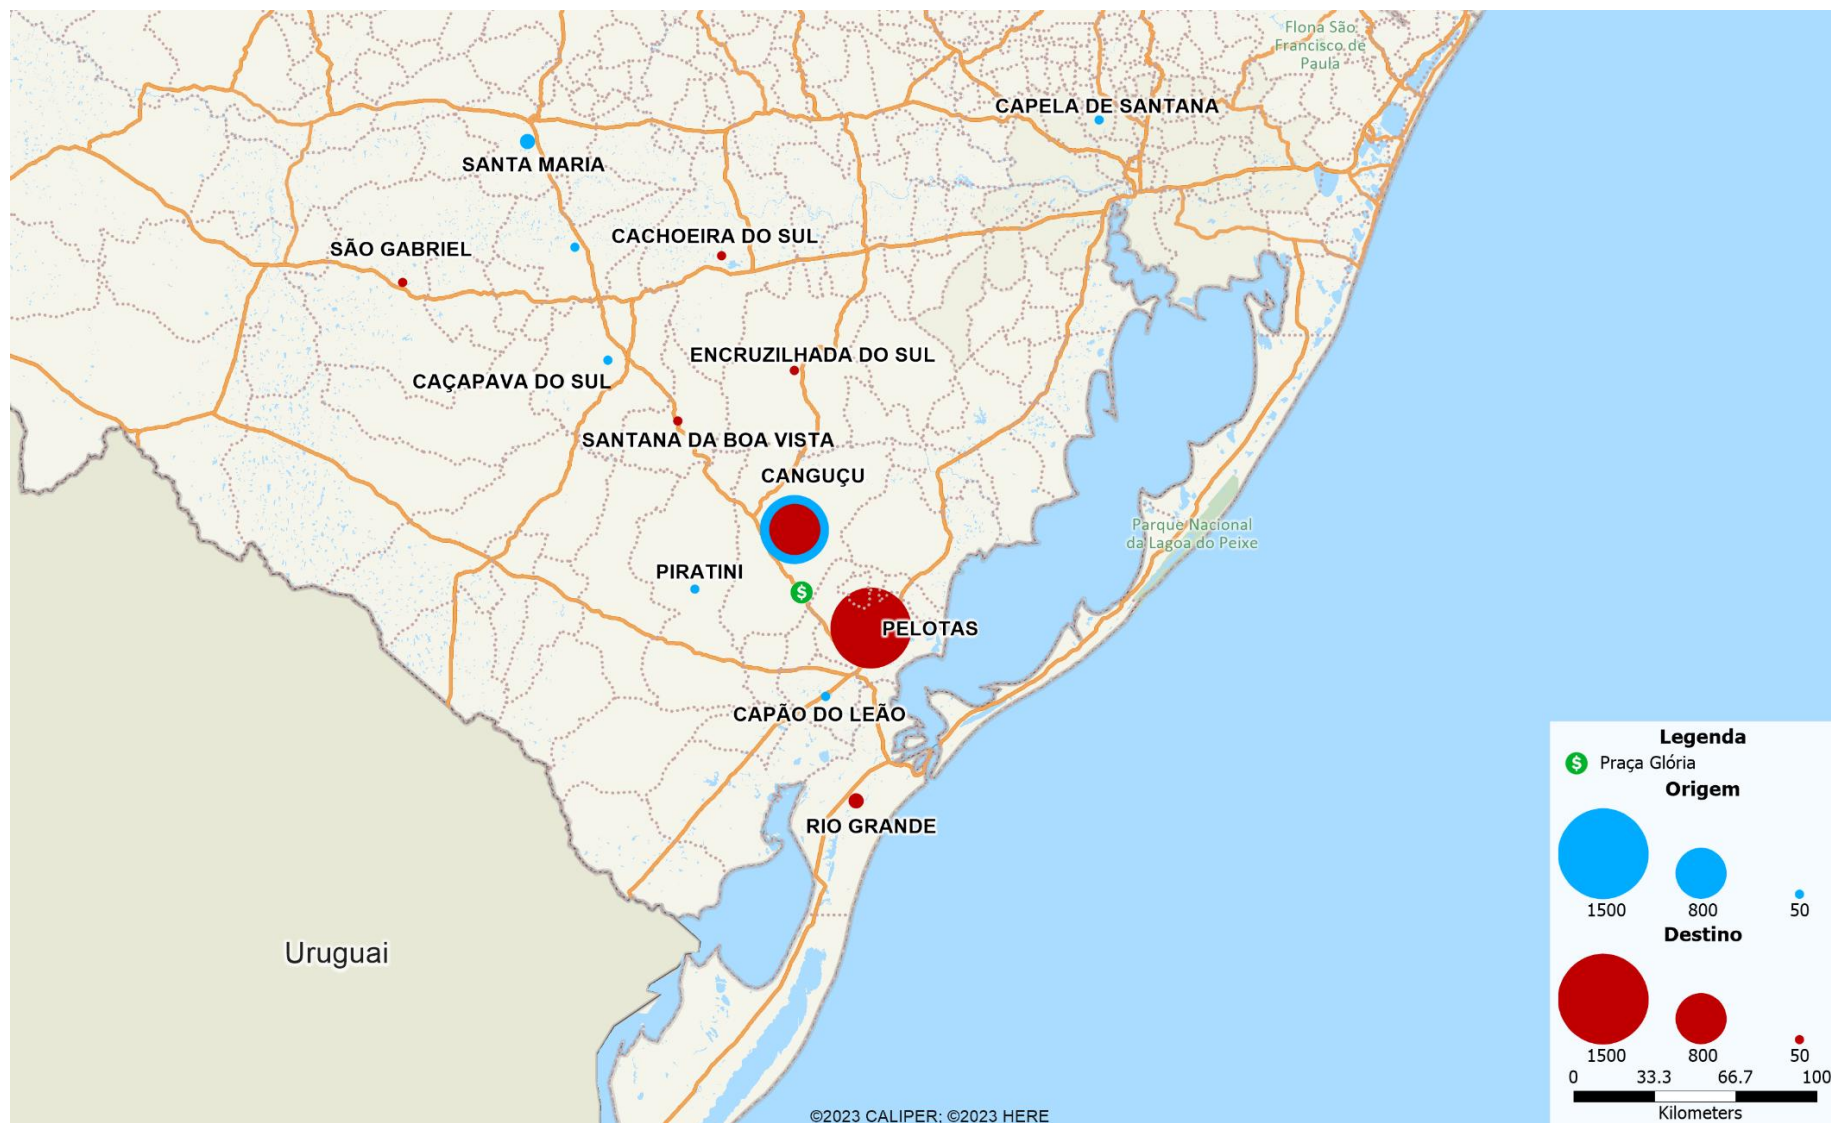 Flona São
Francisco de
Paula
CAPELA DE SANTANA
SANTA MARIA
CACHOEIRA DO SUL
SÃO GABRIEL
ENCRUZILHADA DO SUL
CAÇAPAVA DO SUL
SANTANA DA BOA VISTA
CANGUÇU
Parque Nacional
da Lagoa do Peixe
PIRATINI
$
PELOTAS
CAPÃO DO LEÃO
RIO GRANDE
Uruguai
Legenda
$ Praça Glória
Origem
1500 800 50
Destino
1500 800 50
0 33.3 66.7 100
Kilometers
©2023 CALIPER; ©2023 HERE